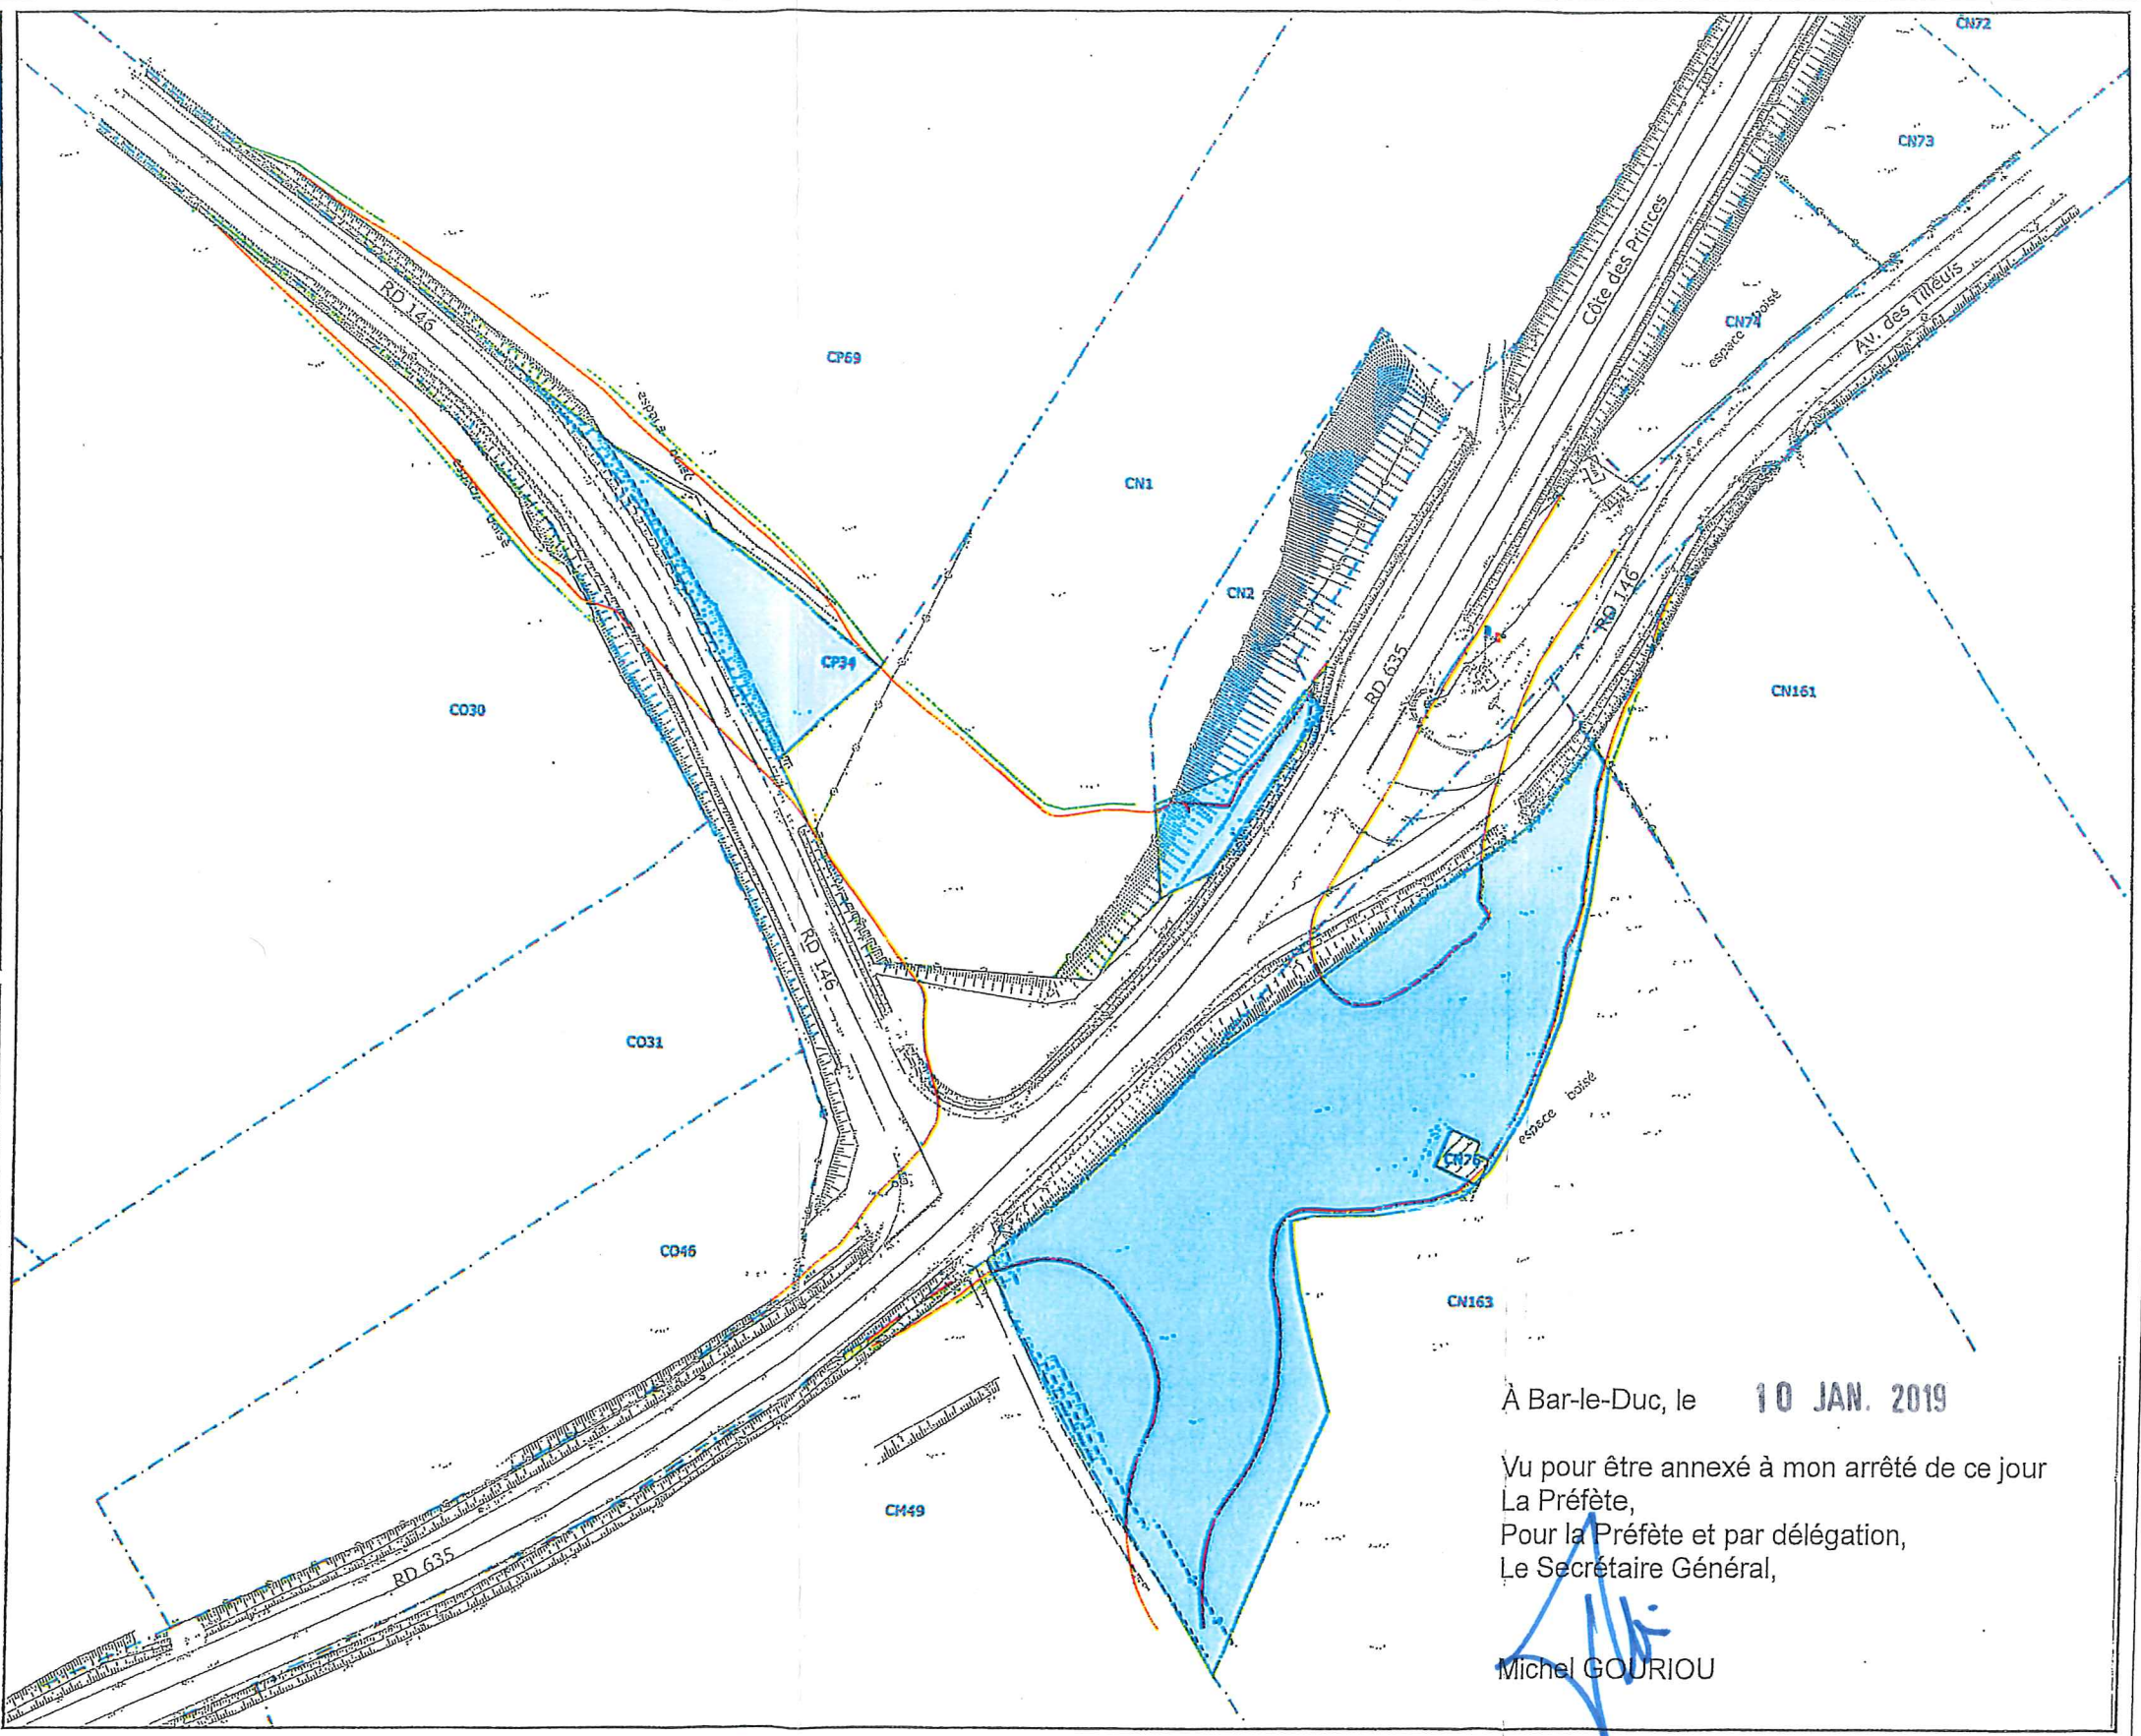 CN72
CN73
Côte des Princes
espace boisé
CN74
Av. des Tilleuls
RD 146
CP69
espace
boisé
CN1
espace
boisé
CN2
RD 146
CP34
RD 635
CO30
CN161
RD 146
CO31
espace boisé
CN76
CO46
CN163
CM49
RD 635
À Bar-le-Duc, le 10 JAN. 2019
Vu pour être annexé à mon arrêté de ce jour
La Préfète,
Pour la Préfète et par délégation,
Le Secrétaire Général,
Michel GOURIOU